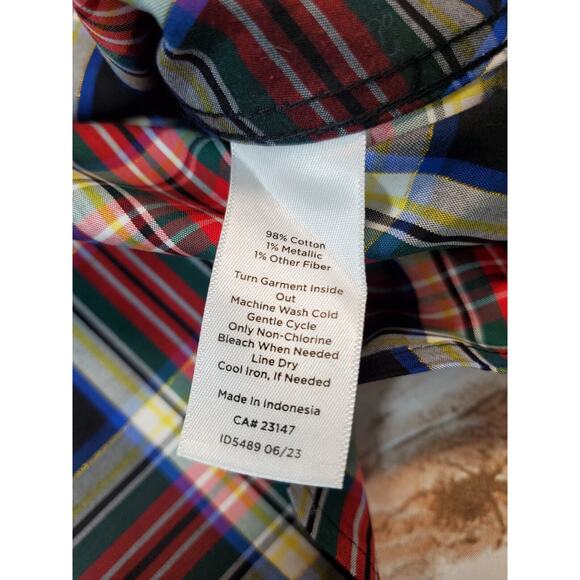 98% Cotton
1% Metallic
1% Other Fiber
Turn Garment Inside
Out
Machine Wash Cold
Gentle Cycle
Only Non-Chlorine
Bleach When Needed
Line Dry
Cool Iron, If Needed
Made in Indonesia
CA# 23147
ID5489 06/23